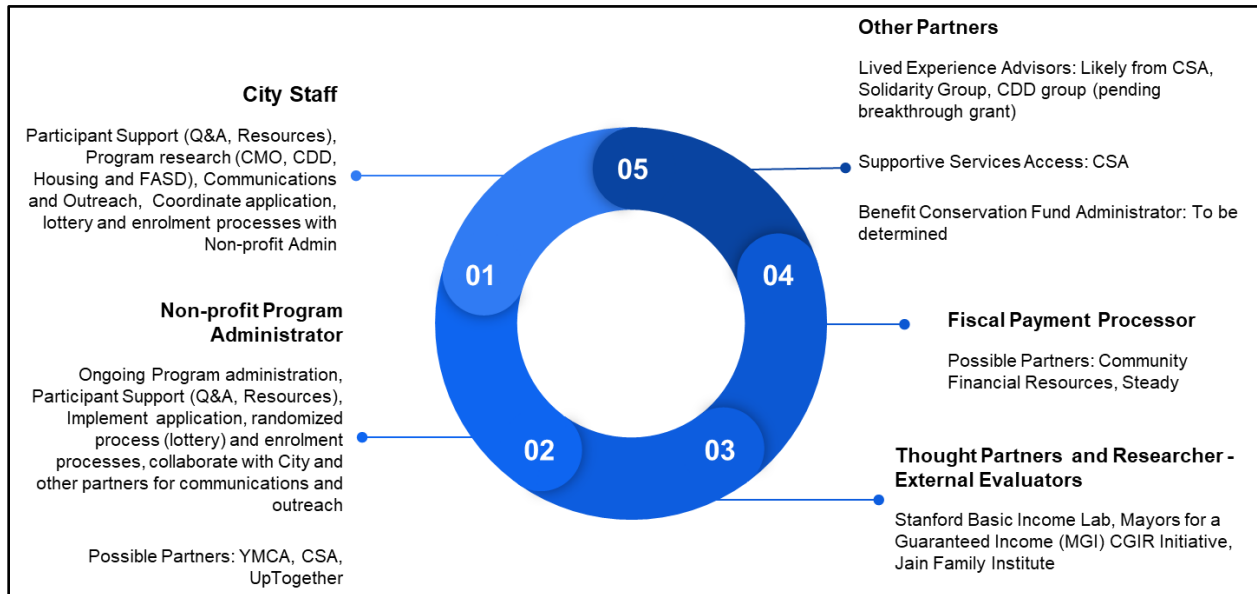 City Staff
Participant Support (Q&A, Resources),
Program research (CMO, CDD,
Housing and FASD), Communications
and Outreach, Coordinate application,
lottery and enrolment processes with
Non-profit Admin
01
Non-profit Program
Administrator
Ongoing Program administration,
Participant Support (Q&A, Resources),
Implement application, randomized
process (lottery) and enrolment
processes, collaborate with City and
other partners for communications and
outreach
Possible Partners: YMCA, CSA,
UpTogether
02
03
Thought Partners and Researcher -
External Evaluators
Stanford Basic Income Lab, Mayors for a
Guaranteed Income (MGI) CGIR Initiative,
Jain Family Institute
04
Fiscal Payment Processor
Possible Partners: Community
Financial Resources, Steady
05
Other Partners
Lived Experience Advisors: Likely from CSA,
Solidarity Group, CDD group (pending
breakthrough grant)
Supportive Services Access: CSA
Benefit Conservation Fund Administrator: To be
determined